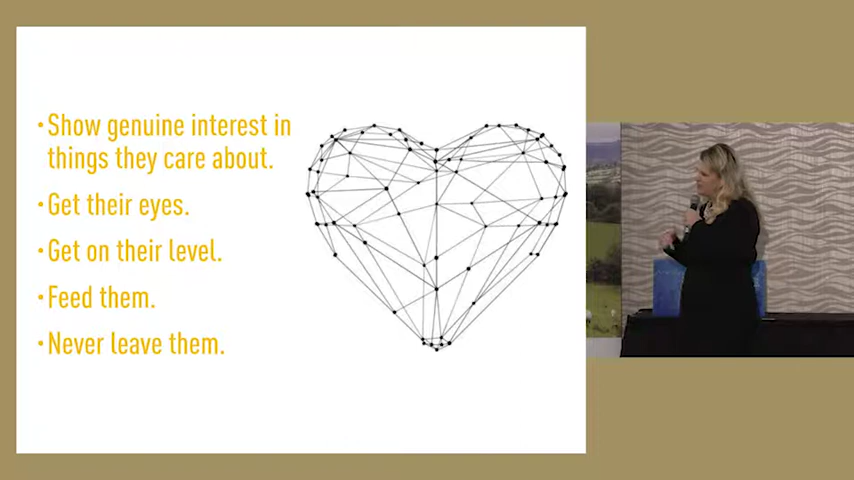 •Show genuine interest in
things they care about.
•Get their eyes.
•Get on their level.
•Feed them.
•Never leave them.